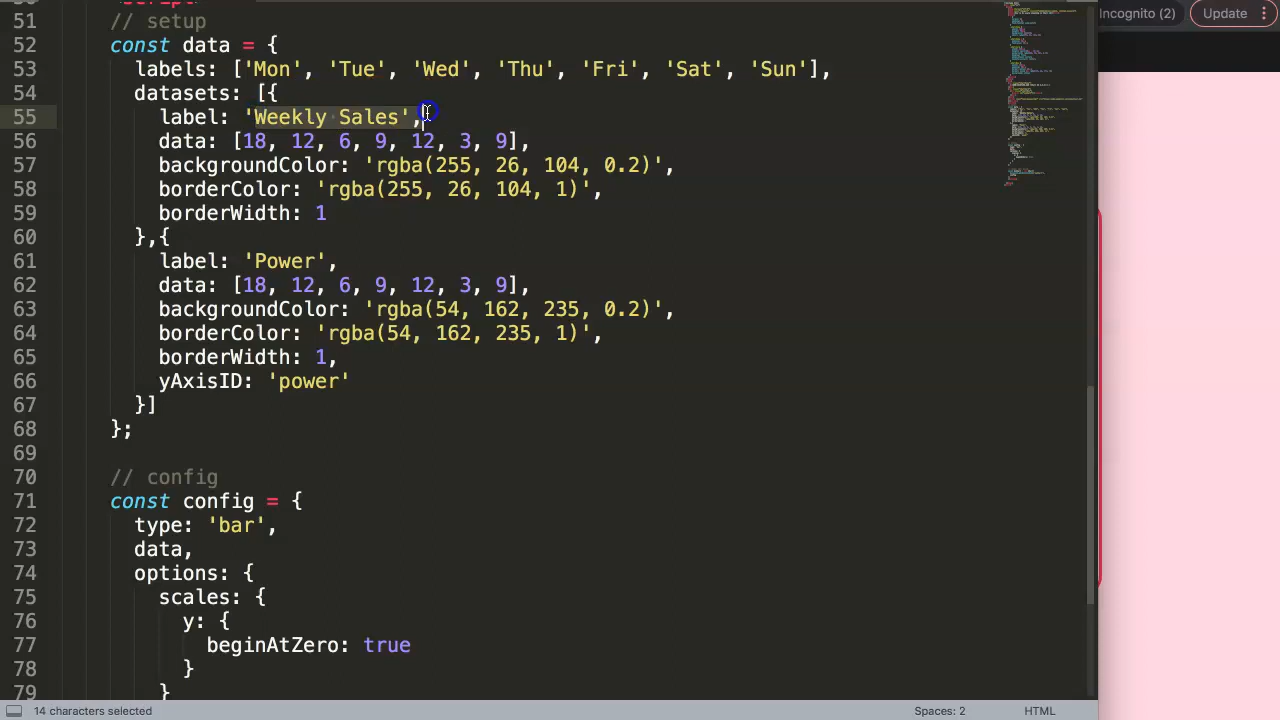 Incognito (2) Update
51 // setup
52 const data = {
53 labels: ['Mon', 'Tue', 'Wed', 'Thu', 'Fri', 'Sat', 'Sun'],
54 datasets: [{
55 label: 'Weekly Sales',
56 data: [18, 12, 6, 9, 12, 3, 9],
57 backgroundColor: 'rgba(255, 26, 104, 0.2)',
58 borderColor: 'rgba(255, 26, 104, 1)',
59 borderWidth: 1
60 },{
61 label: 'Power',
62 data: [18, 12, 6, 9, 12, 3, 9],
63 backgroundColor: 'rgba(54, 162, 235, 0.2)',
64 borderColor: 'rgba(54, 162, 235, 1)',
65 borderWidth: 1,
66 yAxisID: 'power'
67 }]
68 };
69
70 // config
71 const config = {
72 type: 'bar',
73 data,
74 options: {
75 scales: {
76 y: {
77 beginAtZero: true
78 }
79 }
14 characters selected Spaces: 2 HTML